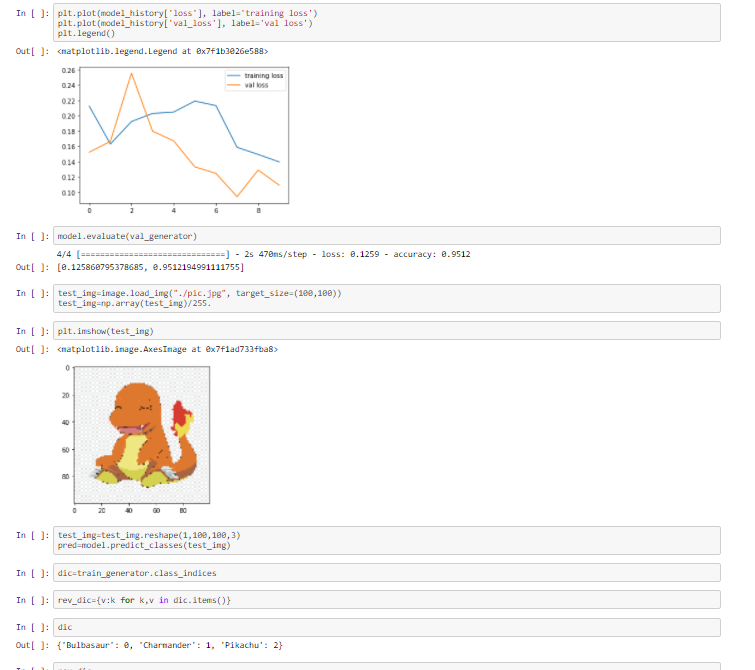 In [ ]: plt.plot(model_history['loss'], label='training loss')
plt.plot(model_history['val_loss'], label='val loss')
plt.legend()
Out[ ]: <matplotlib.legend.Legend at 0x7f1b3026e588>
0.26
0.24
0.22
0.20
0.18
0.16
0.14
0.12
0.10
training loss
val loss
0 2 4 6 8
In [ ]: model.evaluate(val_generator)
4/4 [==============================] - 2s 470ms/step - loss: 0.1259 - accuracy: 0.9512
Out[ ]: [0.125860795378685, 0.9512194991111755]
In [ ]: test_img=image.load_img("./pic.jpg", target_size=(100,100))
test_img=np.array(test_img)/255.
In [ ]: plt.imshow(test_img)
Out[ ]: <matplotlib.image.AxesImage at 0x7f1ad733fba8>
0
20
40
60
80
0 20 40 60 80
In [ ]: test_img=test_img.reshape(1,100,100,3)
pred=model.predict_classes(test_img)
In [ ]: dic=train_generator.class_indices
In [ ]: rev_dic={v:k for k,v in dic.items()}
In [ ]: dic
Out[ ]: {'Bulbasaur': 0, 'Charmander': 1, 'Pikachu': 2}